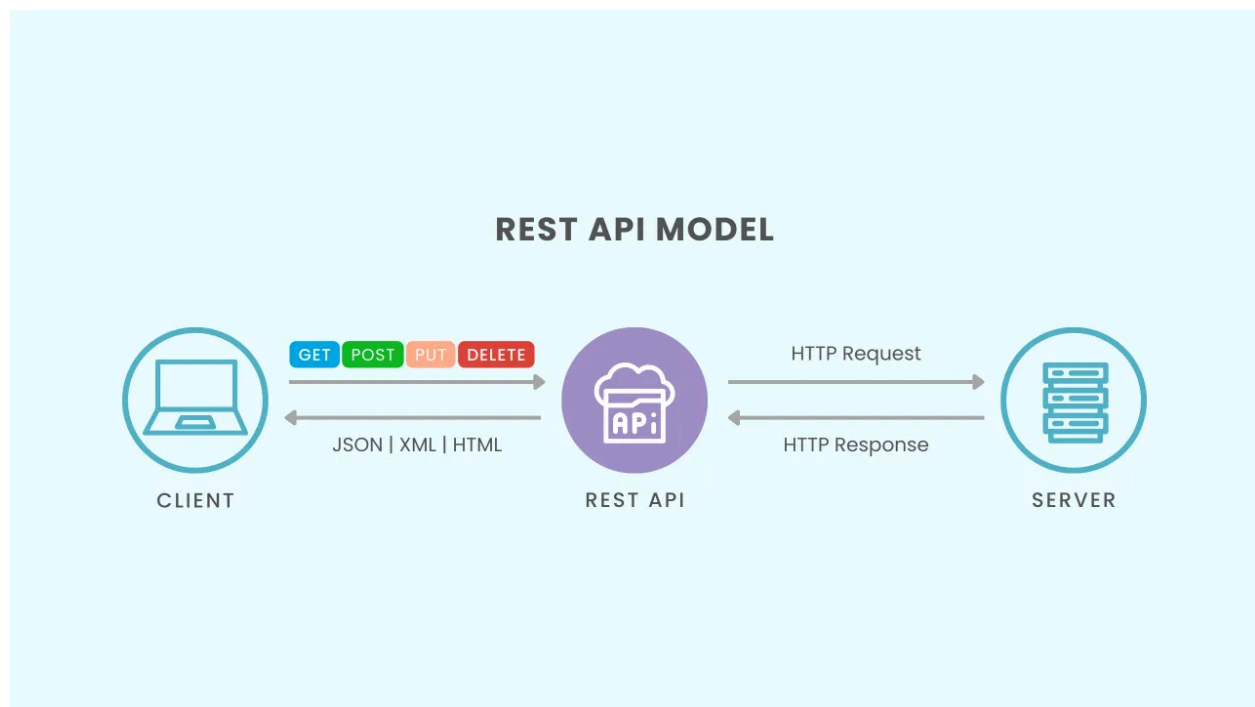 REST API MODEL
GET POST PUT DELETE
JSON | XML | HTML
APi
HTTP Request
HTTP Response
CLIENT
REST API
SERVER